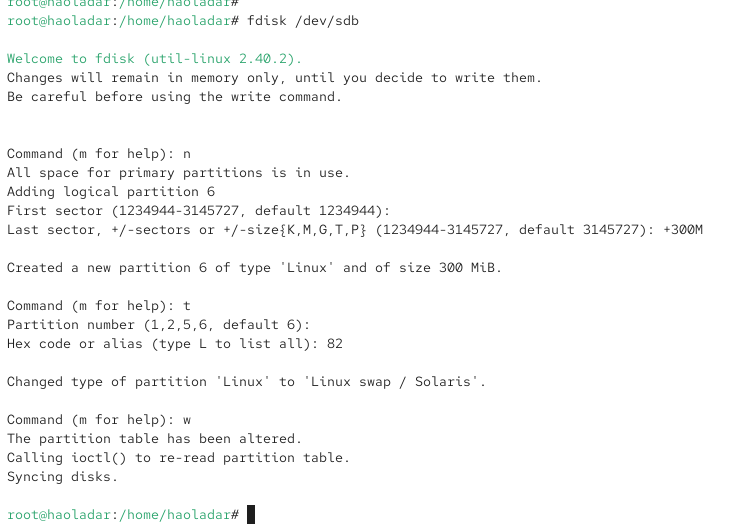 root@haoladar:/home/haoladar#
root@haoladar:/home/haoladar# fdisk /dev/sdb
Welcome to fdisk (util-linux 2.40.2).
Changes will remain in memory only, until you decide to write them.
Be careful before using the write command.
Command (m for help): n
All space for primary partitions is in use.
Adding logical partition 6
First sector (1234944-3145727, default 1234944):
Last sector, +/-sectors or +/-size{K,M,G,T,P} (1234944-3145727, default 3145727): +300M
Created a new partition 6 of type 'Linux' and of size 300 MiB.
Command (m for help): t
Partition number (1,2,5,6, default 6):
Hex code or alias (type L to list all): 82
Changed type of partition 'Linux' to 'Linux swap / Solaris'.
Command (m for help): w
The partition table has been altered.
Calling ioctl() to re-read partition table.
Syncing disks.
root@haoladar:/home/haoladar#